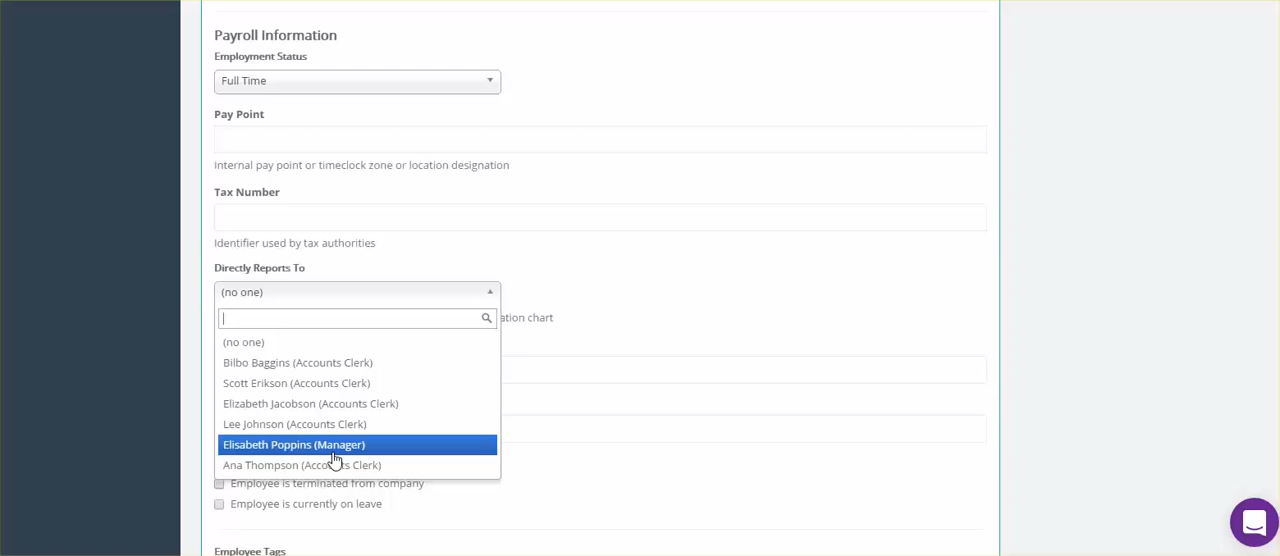 Payroll Information
Employment Status
Full Time
Pay Point
Internal pay point or timeclock zone or location designation
Tax Number
Identifier used by tax authorities
Directly Reports To
(no one)
ation chart
(no one)
Bilbo Baggins (Accounts Clerk)
Scott Erikson (Accounts Clerk)
Elizabeth Jacobson (Accounts Clerk)
Lee Johnson (Accounts Clerk)
Elisabeth Poppins (Manager)
Ana Thompson (Accounts Clerk)
Employee is terminated from company
Employee is currently on leave
Employee Tags